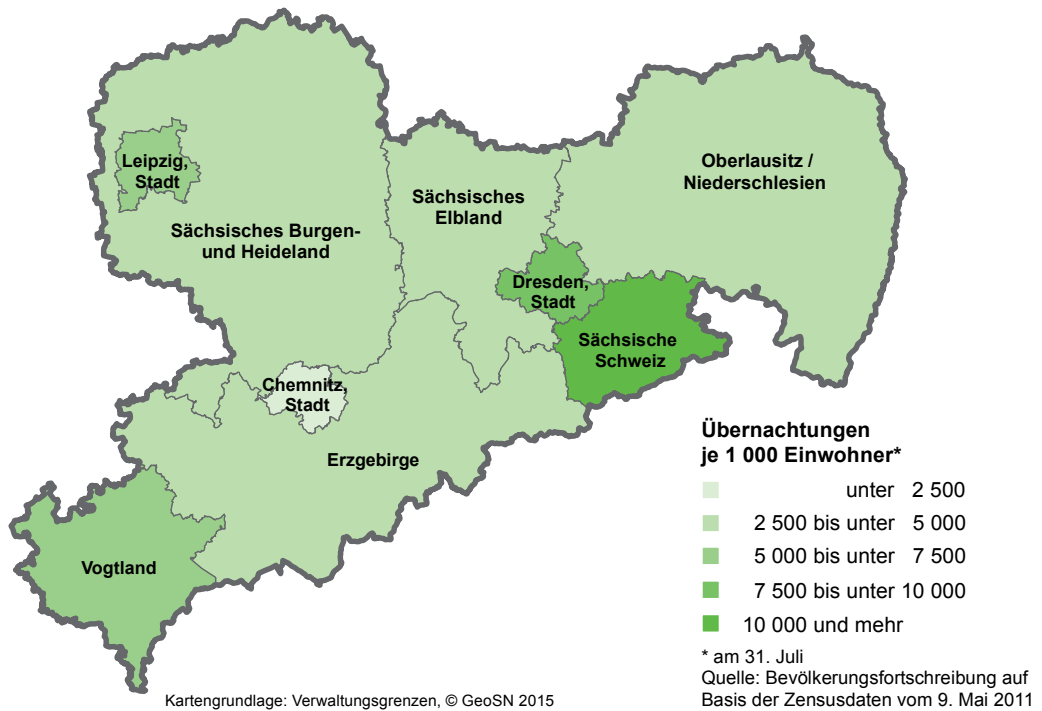 Leipzig,
Stadt
Sächsisches Burgen-
und Heideland
Sächsisches
Elbland
Oberlausitz /
Niederschlesien
Dresden,
Stadt
Sächsische
Schweiz
Chemnitz,
Stadt
Erzgebirge
Vogtland
Übernachtungen
je 1 000 Einwohner*
unter 2 500
2 500 bis unter 5 000
5 000 bis unter 7 500
7 500 bis unter 10 000
10 000 und mehr
* am 31. Juli
Quelle: Bevölkerungsfortschreibung auf
Basis der Zensusdaten vom 9. Mai 2011
Kartengrundlage: Verwaltungsgrenzen, © GeoSN 2015